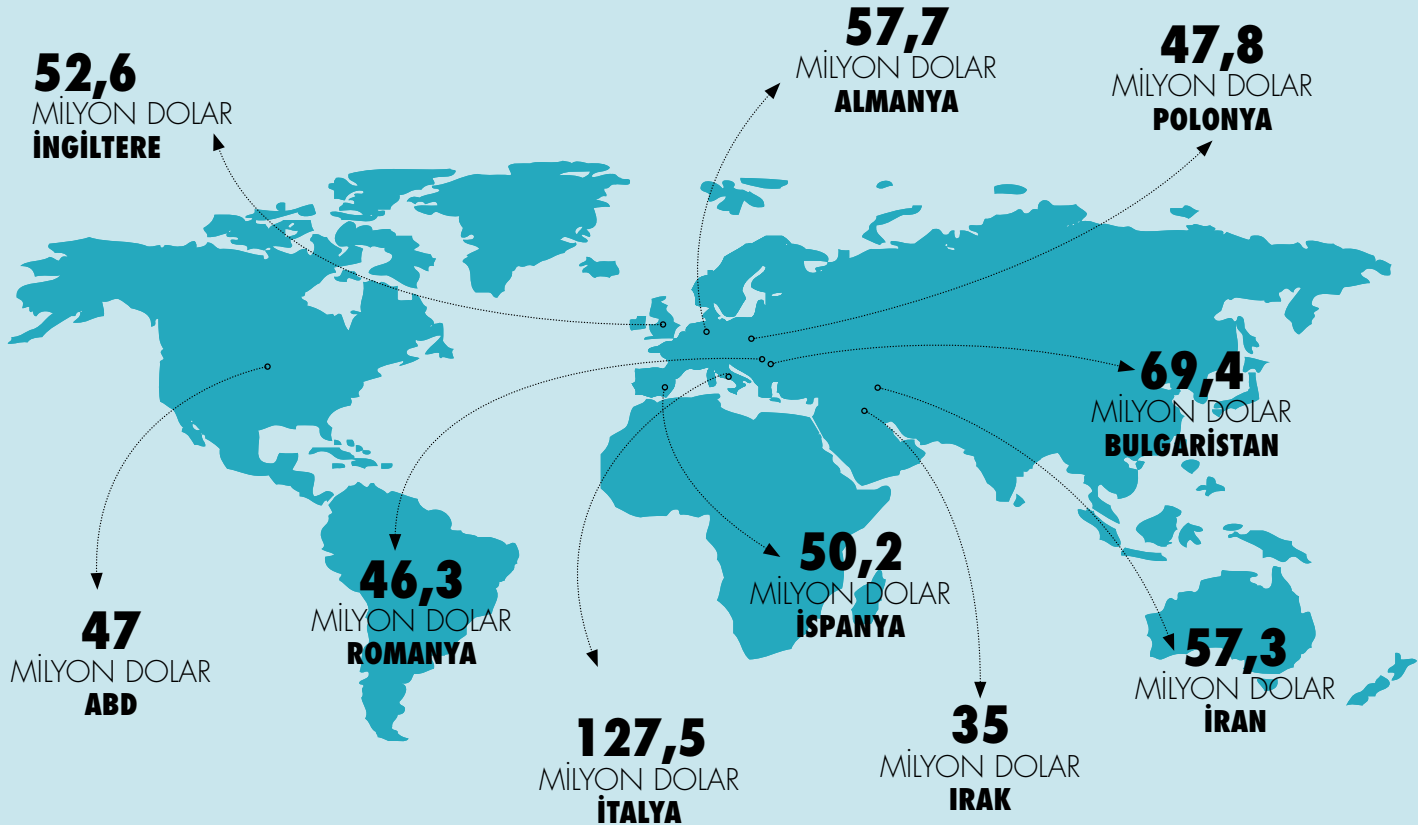 57,7
MİLYON DOLAR
ALMANYA
47,8
MİLYON DOLAR
POLONYA
52,6
MİLYON DOLAR
İNGİLTERE
69,4
MİLYON DOLAR
BULGARİSTAN
50,2
MİLYON DOLAR
İSPANYA
46,3
MİLYON DOLAR
ROMANYA
47
MİLYON DOLAR
ABD
57,3
MİLYON DOLAR
İRAN
127,5
MİLYON DOLAR
İTALYA
35
MİLYON DOLAR
IRAK